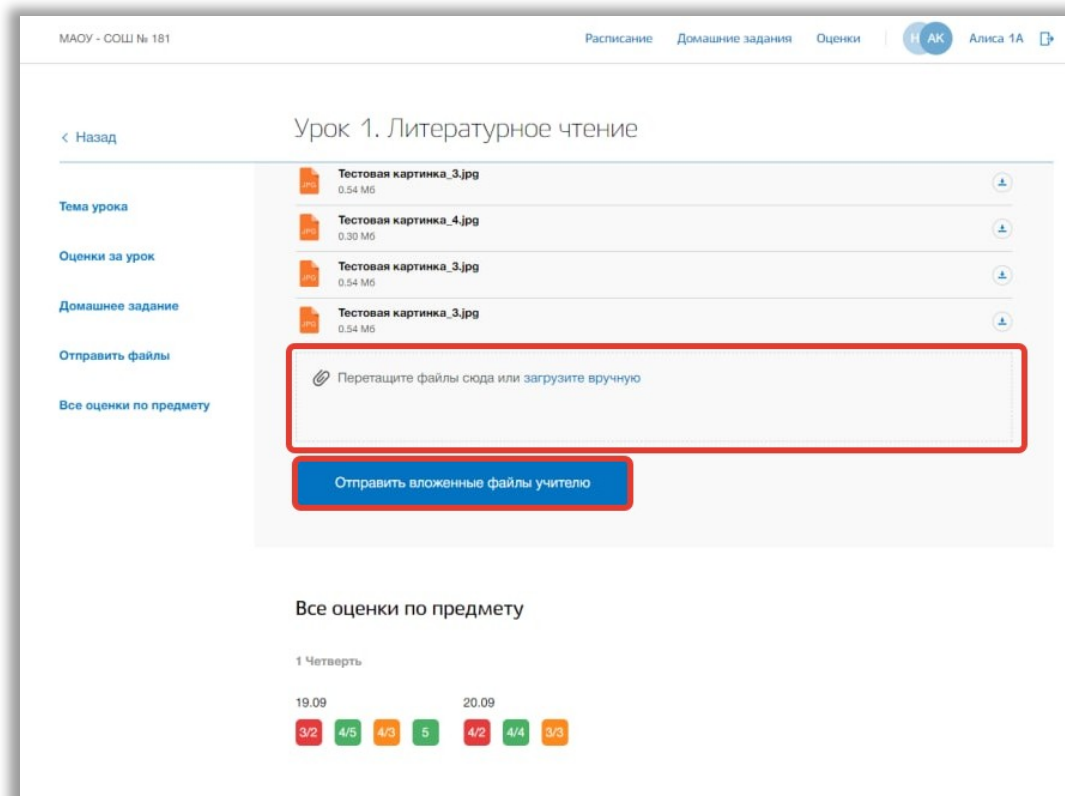 МАОУ - СОШ № 181
Расписание Домашние задания Оценки Н АК Алиса 1А
Назад
Урок 1. Литературное чтение
Тема урока
Оценки за урок
Домашнее задание
Отправить файлы
Все оценки по предмету
JPG Тестовая картинка_3.jpg
0.54 Мб
JPG Тестовая картинка_4.jpg
0.30 Мб
JPG Тестовая картинка_3.jpg
0.54 Мб
JPG Тестовая картинка_3.jpg
0.54 Мб
Перетащите файлы сюда или загрузите вручную
Отправить вложенные файлы учителю
Все оценки по предмету
1 Четверть
19.09 20.09
3/2 4/5 4/3 5 4/2 4/4 3/3